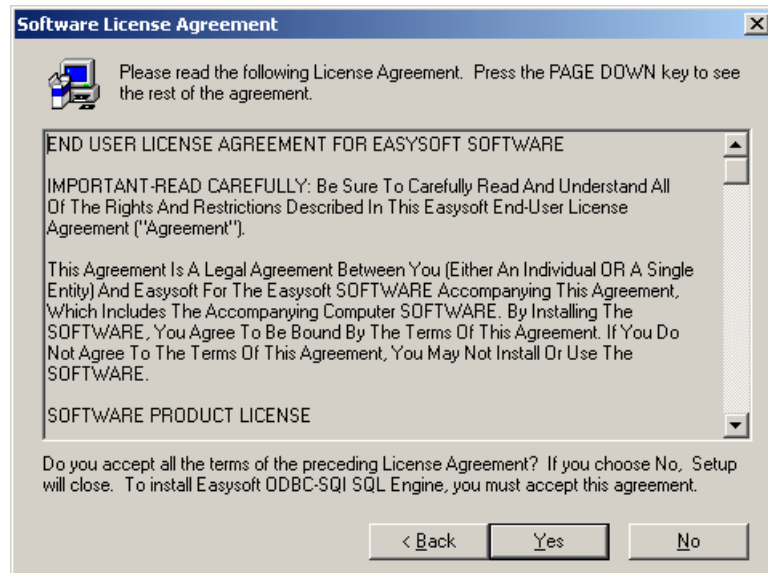 Software License Agreement
Please read the following License Agreement. Press the PAGE DOWN key to see
the rest of the agreement.
END USER LICENSE AGREEMENT FOR EASYSOFT SOFTWARE
IMPORTANT-READ CAREFULLY: Be Sure To Carefully Read And Understand All
Of The Rights And Restrictions Described In This Easysoft End-User License
Agreement ("Agreement").
This Agreement Is A Legal Agreement Between You (Either An Individual OR A Single
Entity) And Easysoft For The Easysoft SOFTWARE Accompanying This Agreement,
Which Includes The Accompanying Computer SOFTWARE. By Installing The
SOFTWARE, You Agree To Be Bound By The Terms Of This Agreement. If You Do
Not Agree To The Terms Of This Agreement, You May Not Install Or Use The
SOFTWARE.
SOFTWARE PRODUCT LICENSE
Do you accept all the terms of the preceding License Agreement? If you choose No, Setup
will close. To install Easysoft ODBC-SQI SQL Engine, you must accept this agreement.
< Back Yes No